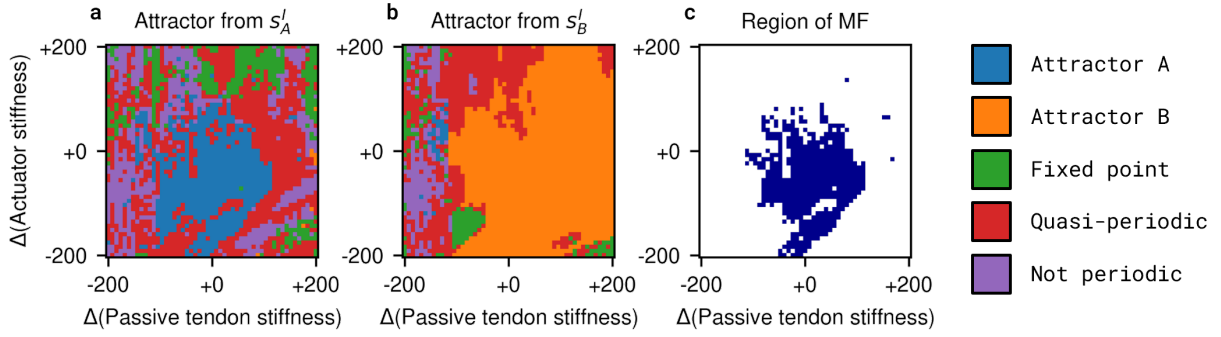 a Attractor from s_A^I
b Attractor from s_B^I
c Region of MF
Δ(Actuator stiffness)
+200
+0
-200
-200 +0 +200
Δ(Passive tendon stiffness)
+200
+0
-200
-200 +0 +200
Δ(Passive tendon stiffness)
+200
+0
-200
-200 +0 +200
Δ(Passive tendon stiffness)
Attractor A
Attractor B
Fixed point
Quasi-periodic
Not periodic